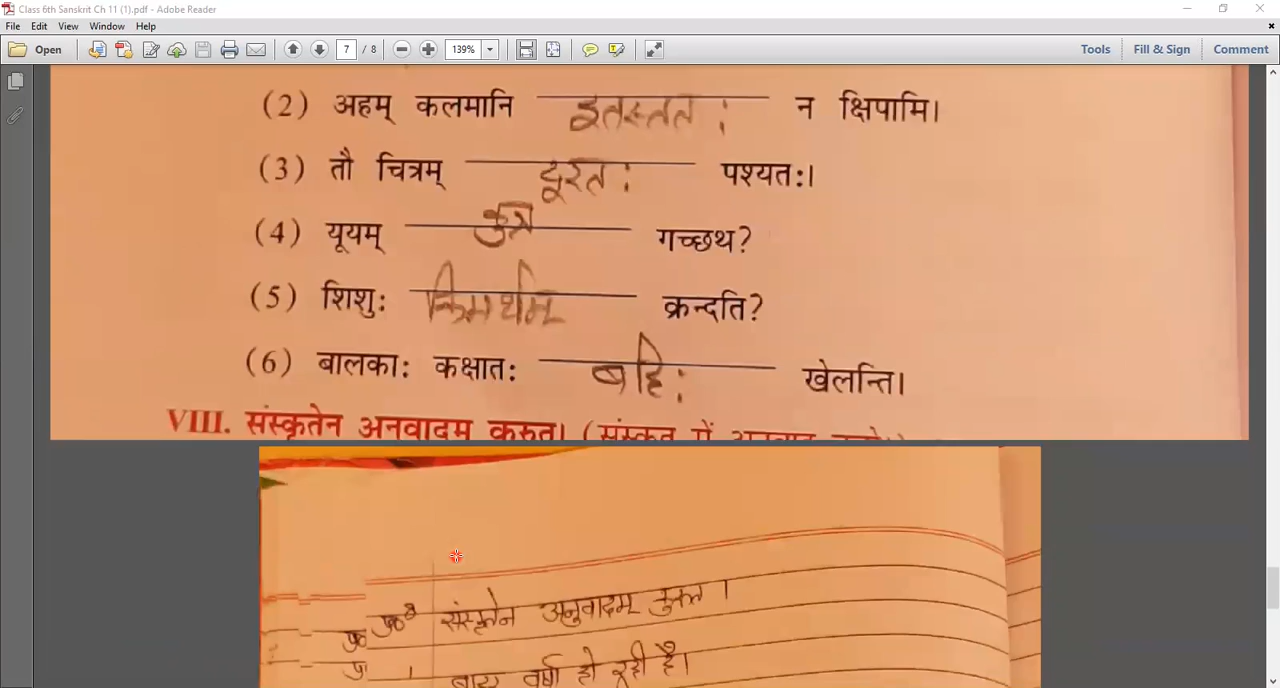 Class 6th Sanskrit Ch 11 (1).pdf - Adobe Reader
File Edit View Window Help
Open 7 / 8 139% Tools Fill & Sign Comment
(2) अहम् कलमानि इतस्तत: न क्षिपामि।
(3) तौ चित्रम् दूरत: पश्यतः।
(4) यूयम् कुत्र गच्छथ?
(5) शिशुः किमर्थम् क्रन्दति?
(6) बालकाः कक्षातः बहि: खेलन्ति।
VIII. संस्कृतेन अनुवादम् कुरुत। (संस्कृत में
संस्कृतेन अनुवादम्
वर्षा हो रही है।